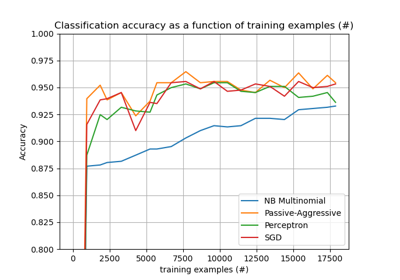 Classification accuracy as a function of training examples (#)
1.000
0.975
0.950
0.925
0.900
0.875
0.850
0.825
0.800
Accuracy
NB Multinomial
Passive-Aggressive
Perceptron
SGD
0 2500 5000 7500 10000 12500 15000 17500
training examples (#)